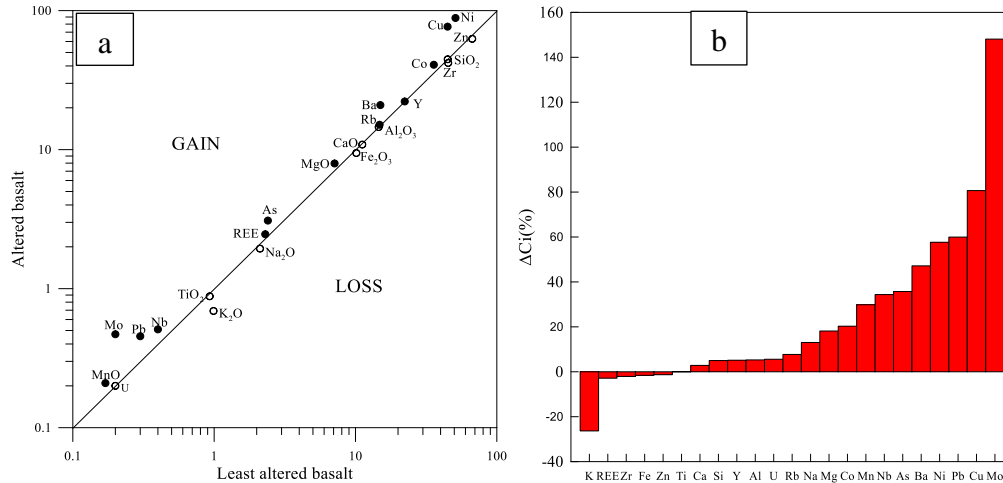 a
100
10
1
0.1
Altered basalt
GAIN
LOSS
Cu
Ni
Zn
Co
SiO₂
Zr
Ba
Y
Rb
Al₂O₃
CaO
Fe₂O₃
MgO
As
REE
Na₂O
TiO₂
K₂O
Mo
Pb
Nb
MnO
U
0.1 1 10 100
Least altered basalt
b
160
140
120
100
80
60
40
20
0
-20
-40
ΔCi(%)
K REE Zr Fe Zn Ti Ca Si Y Al U Rb Na Mg Co Mn Nb As Ba Ni Pb Cu Mo